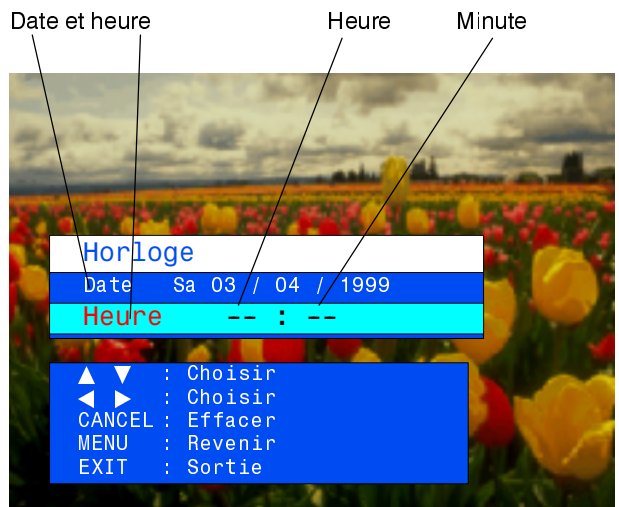 Date et heure Heure Minute
Horloge
Date Sa 03 / 04 / 1999
Heure -- : --
▲ ▼ : Choisir
◀ ▶ : Choisir
CANCEL : Effacer
MENU : Revenir
EXIT : Sortie